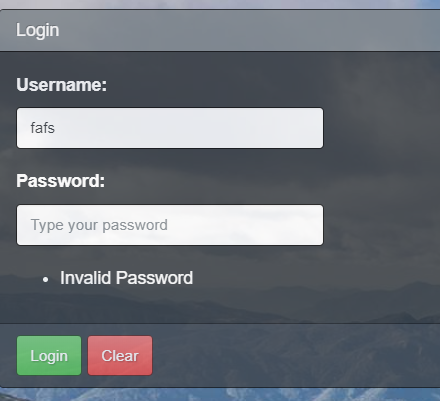 Login
Username:
fafs
Password:
Type your password
• Invalid Password
Login Clear